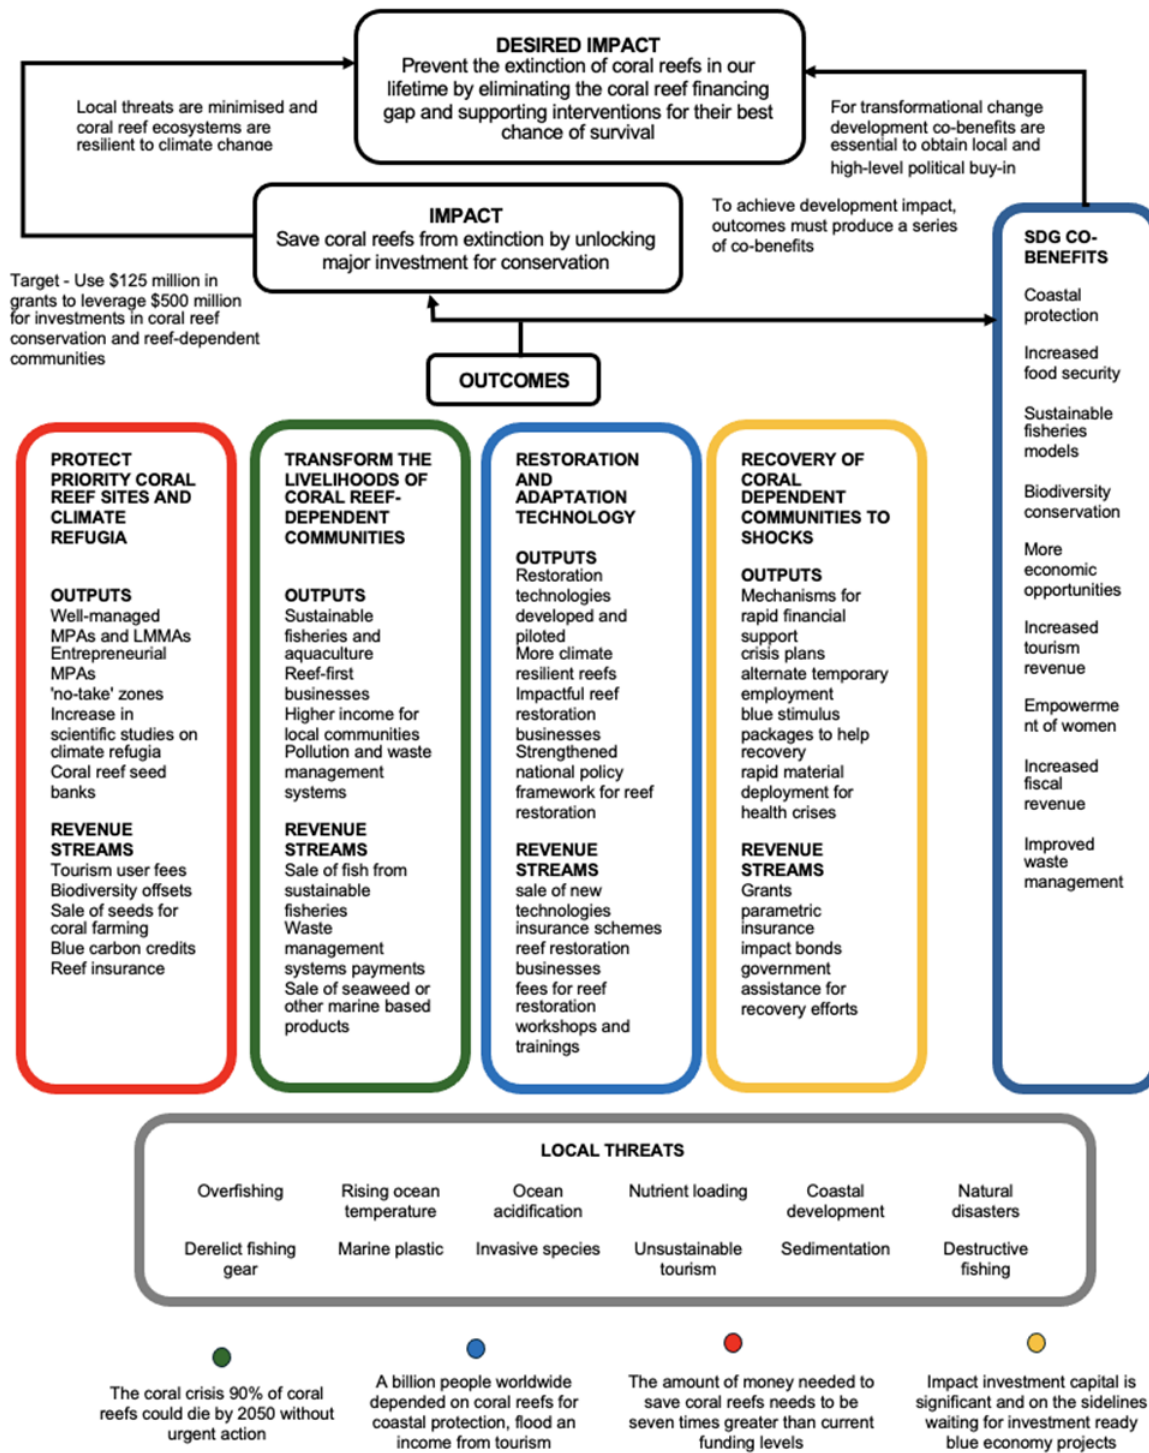 DESIRED IMPACT
Prevent the extinction of coral reefs in our
lifetime by eliminating the coral reef financing
gap and supporting interventions for their best
chance of survival
Local threats are minimised and
coral reef ecosystems are
resilient to climate change
For transformational change
development co-benefits are
essential to obtain local and
high-level political buy-in
IMPACT
Save coral reefs from extinction by unlocking
major investment for conservation
To achieve development impact,
outcomes must produce a series
of co-benefits
Target - Use $125 million in
grants to leverage $500 million
for investments in coral reef
conservation and reef-dependent
communities
OUTCOMES
PROTECT
PRIORITY CORAL
REEF SITES AND
CLIMATE
REFUGIA
OUTPUTS
Well-managed
MPAs and LMMAs
Entrepreneurial
MPAs
'no-take' zones
Increase in
scientific studies on
climate refugia
Coral reef seed
banks
REVENUE
STREAMS
Tourism user fees
Biodiversity offsets
Sale of seeds for
coral farming
Blue carbon credits
Reef insurance
TRANSFORM THE
LIVELIHOODS OF
CORAL REEF-
DEPENDENT
COMMUNITIES
OUTPUTS
Sustainable
fisheries and
aquaculture
Reef-first
businesses
Higher income for
local communities
Pollution and waste
management
systems
REVENUE
STREAMS
Sale of fish from
sustainable
fisheries
Waste
management
systems payments
Sale of seaweed or
other marine based
products
RESTORATION
AND
ADAPTATION
TECHNOLOGY
OUTPUTS
Restoration
technologies
developed and
piloted
More climate
resilient reefs
Impactful reef
restoration
businesses
Strengthened
national policy
framework for reef
restoration
REVENUE
STREAMS
sale of new
technologies
insurance schemes
reef restoration
businesses
fees for reef
restoration
workshops and
trainings
RECOVERY OF
CORAL
DEPENDENT
COMMUNITIES TO
SHOCKS
OUTPUTS
Mechanisms for
rapid financial
support
crisis plans
alternate temporary
employment
blue stimulus
packages to help
recovery
rapid material
deployment for
health crises
REVENUE
STREAMS
Grants
parametric
insurance
impact bonds
government
assistance for
recovery efforts
SDG CO-
BENEFITS
Coastal
protection
Increased
food security
Sustainable
fisheries
models
Biodiversity
conservation
More
economic
opportunities
Increased
tourism
revenue
Empowerme
nt of women
Increased
fiscal
revenue
Improved
waste
management
LOCAL THREATS
Overfishing
Rising ocean
temperature
Ocean
acidification
Nutrient loading
Coastal
development
Natural
disasters
Derelict fishing
gear
Marine plastic
Invasive species
Unsustainable
tourism
Sedimentation
Destructive
fishing
The coral crisis 90% of coral
reefs could die by 2050 without
urgent action
A billion people worldwide
depended on coral reefs for
coastal protection, flood an
income from tourism
The amount of money needed to
save coral reefs needs to be
seven times greater than current
funding levels
Impact investment capital is
significant and on the sidelines
waiting for investment ready
blue economy projects